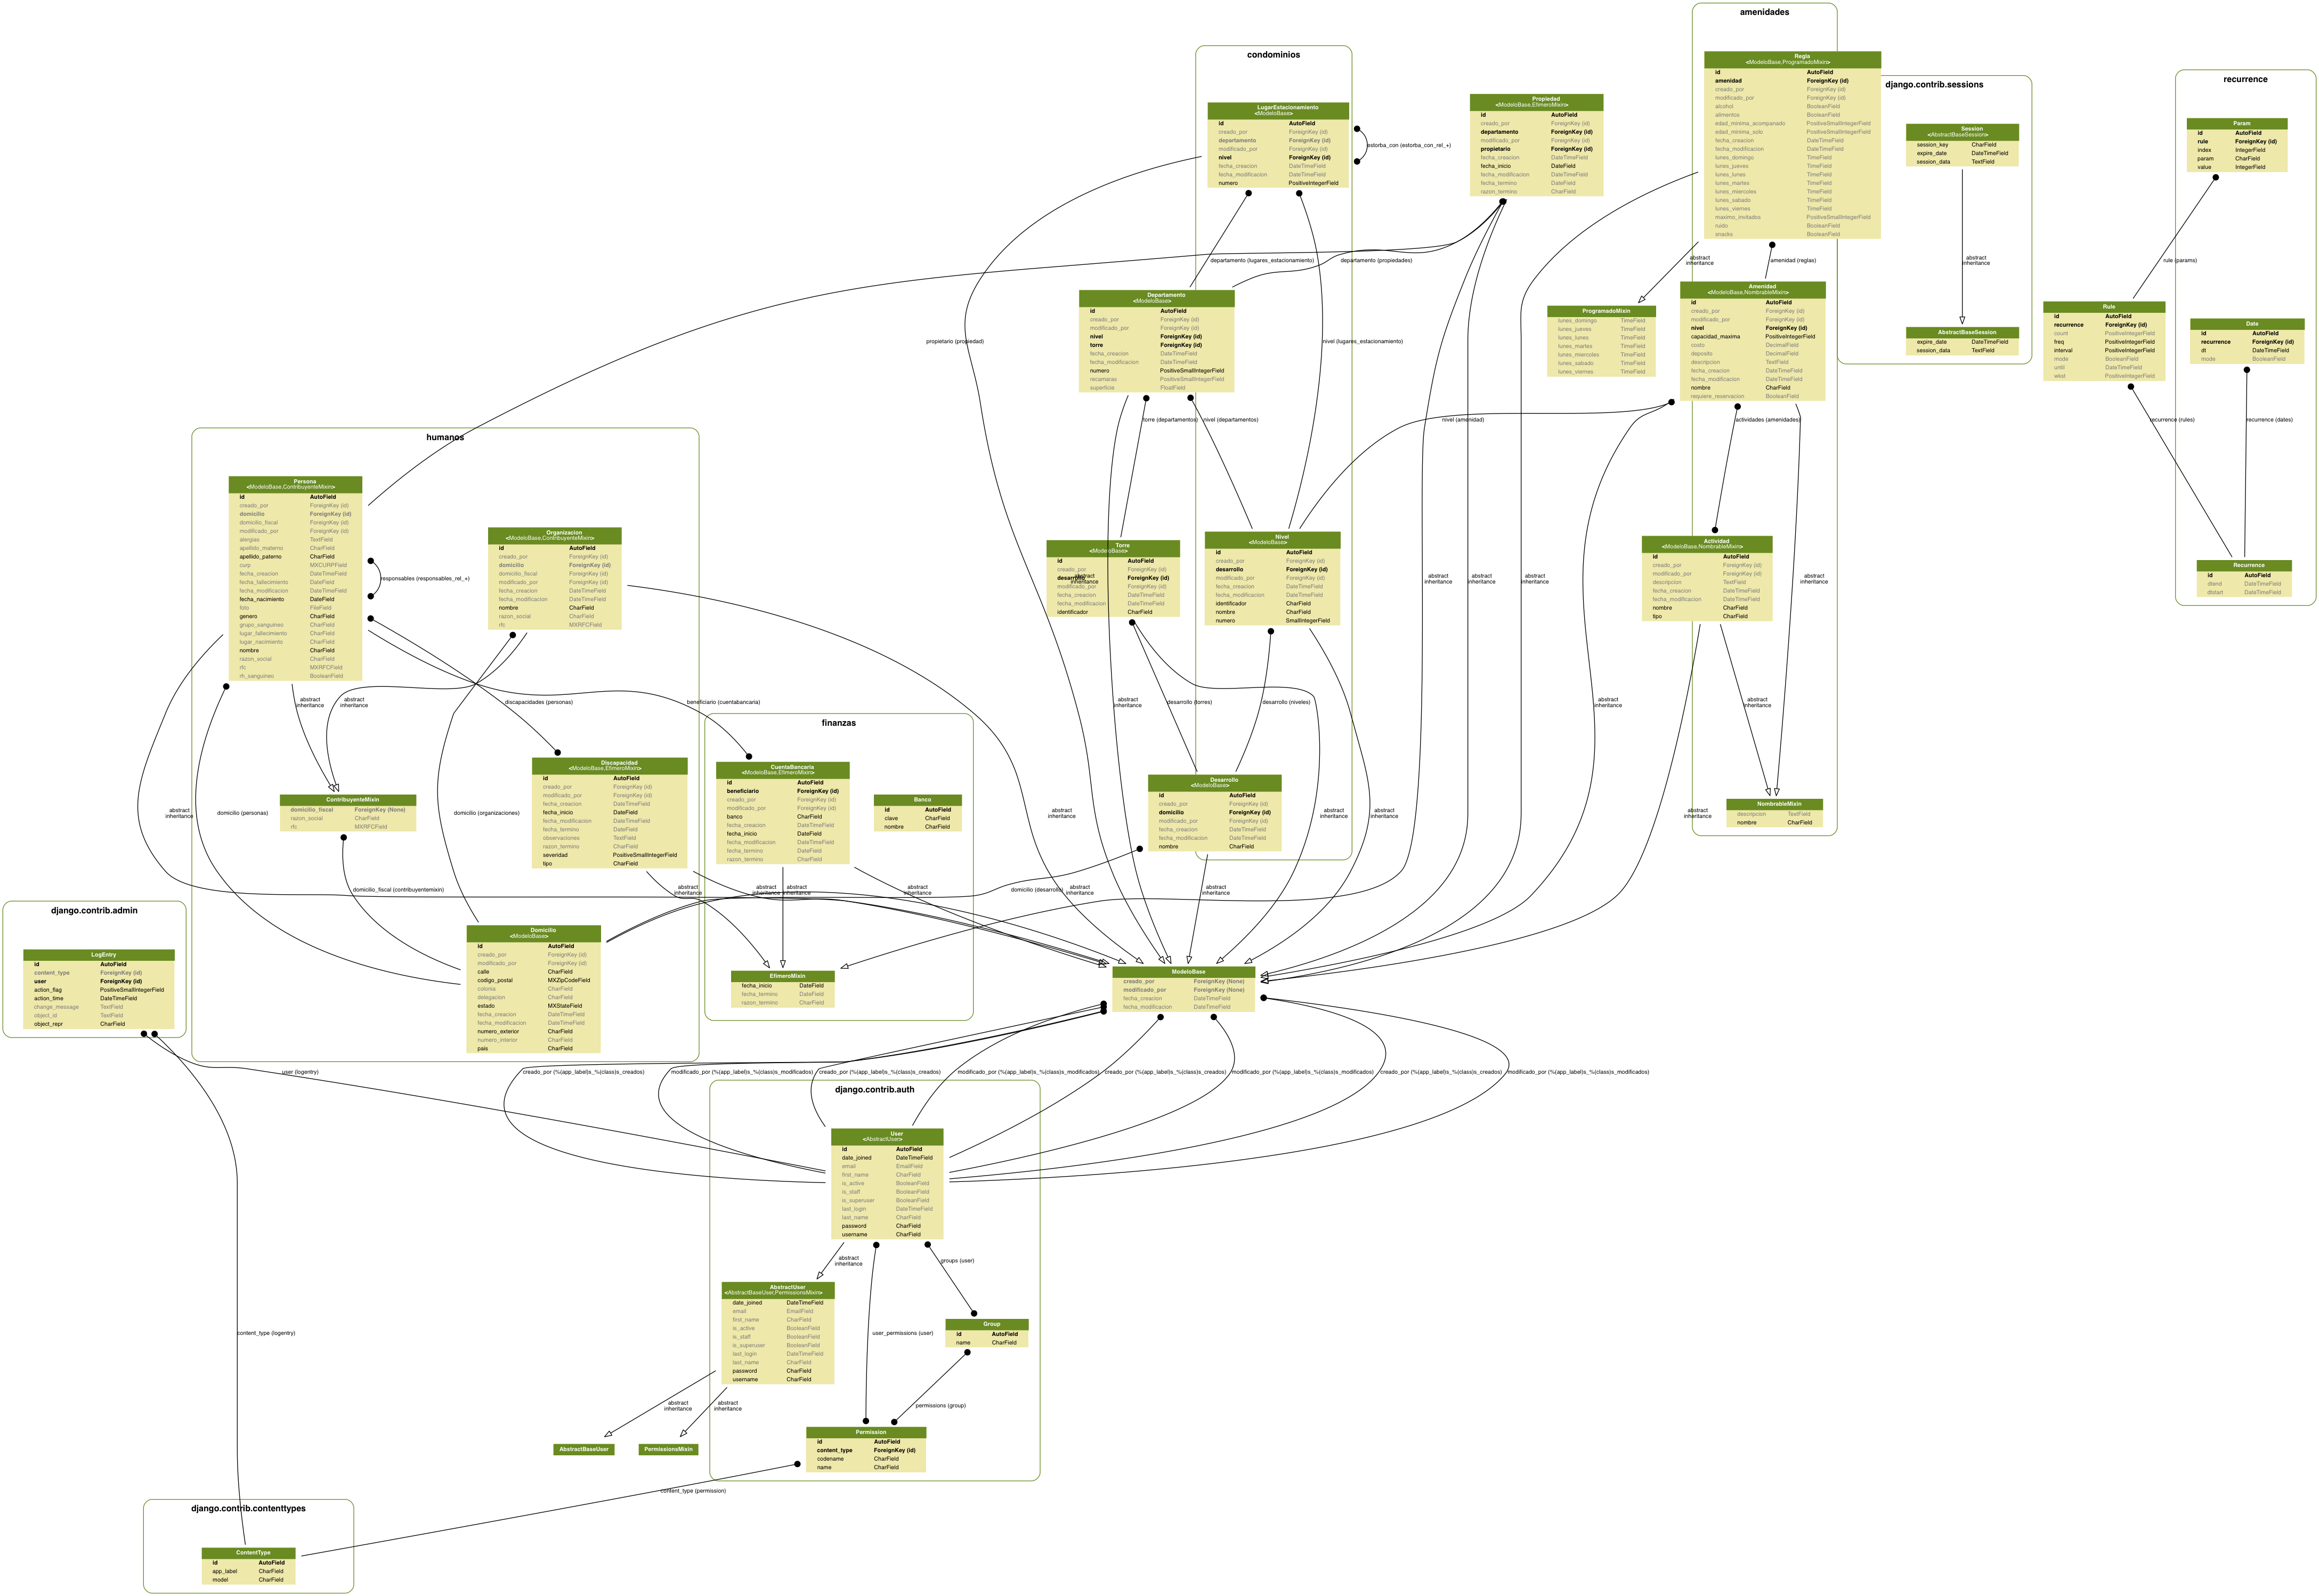 amenidades
Regla
<ModeloBase,ProgramadoMixin>
id AutoField
amenidad ForeignKey (id)
creado_por ForeignKey (id)
modificado_por ForeignKey (id)
alcohol BooleanField
alimentos BooleanField
edad_minima_acompanado PositiveSmallIntegerField
edad_minima_solo PositiveSmallIntegerField
fecha_creacion DateTimeField
fecha_modificacion DateTimeField
lunes_domingo TimeField
lunes_jueves TimeField
lunes_lunes TimeField
lunes_martes TimeField
lunes_miercoles TimeField
lunes_sabado TimeField
lunes_viernes TimeField
maximo_invitados PositiveSmallIntegerField
ruido BooleanField
snacks BooleanField
abstract
inheritance
amenidad (reglas)
ProgramadoMixin
lunes_domingo TimeField
lunes_jueves TimeField
lunes_lunes TimeField
lunes_martes TimeField
lunes_miercoles TimeField
lunes_sabado TimeField
lunes_viernes TimeField
Amenidad
<ModeloBase,NombrableMixin>
id AutoField
creado_por ForeignKey (id)
modificado_por ForeignKey (id)
nivel ForeignKey (id)
capacidad_maxima PositiveIntegerField
costo DecimalField
deposito DecimalField
descripcion TextField
fecha_creacion DateTimeField
fecha_modificacion DateTimeField
nombre CharField
requiere_reservacion BooleanField
nivel (amenidad)
actividades (amenidades)
Actividad
<ModeloBase,NombrableMixin>
id AutoField
creado_por ForeignKey (id)
modificado_por ForeignKey (id)
descripcion TextField
fecha_creacion DateTimeField
fecha_modificacion DateTimeField
nombre CharField
tipo CharField
abstract
inheritance
abstract
inheritance
abstract
inheritance
abstract
inheritance
NombrableMixin
descripcion TextField
nombre CharField
django.contrib.sessions
Session
<AbstractBaseSession>
session_key CharField
expire_date DateTimeField
session_data TextField
abstract
inheritance
AbstractBaseSession
expire_date DateTimeField
session_data TextField
recurrence
Param
id AutoField
rule ForeignKey (id)
index IntegerField
param CharField
value IntegerField
rule (params)
Rule
id AutoField
recurrence ForeignKey (id)
count PositiveIntegerField
freq PositiveIntegerField
interval PositiveIntegerField
mode BooleanField
until DateTimeField
wkst PositiveIntegerField
Date
id AutoField
recurrence ForeignKey (id)
dt DateTimeField
mode BooleanField
recurrence (rules)
recurrence (dates)
Recurrence
id AutoField
dtend DateTimeField
dtstart DateTimeField
condominios
LugarEstacionamiento
<ModeloBase>
id AutoField
creado_por ForeignKey (id)
departamento ForeignKey (id)
modificado_por ForeignKey (id)
nivel ForeignKey (id)
fecha_creacion DateTimeField
fecha_modificacion DateTimeField
numero PositiveIntegerField
estorba_con (estorba_con_rel_+)
Propiedad
<ModeloBase,EfimeroMixin>
id AutoField
creado_por ForeignKey (id)
departamento ForeignKey (id)
modificado_por ForeignKey (id)
propietario ForeignKey (id)
fecha_creacion DateTimeField
fecha_inicio DateField
fecha_modificacion DateTimeField
fecha_termino DateField
razon_termino CharField
departamento (lugares_estacionamiento)
departamento (propiedades)
propietario (propiedad)
nivel (lugares_estacionamiento)
Departamento
<ModeloBase>
id AutoField
creado_por ForeignKey (id)
modificado_por ForeignKey (id)
nivel ForeignKey (id)
torre ForeignKey (id)
fecha_creacion DateTimeField
fecha_modificacion DateTimeField
numero PositiveSmallIntegerField
recamaras PositiveSmallIntegerField
superficie FloatField
torre (departamentos)
nivel (departamentos)
Torre
<ModeloBase>
id AutoField
creado_por ForeignKey (id)
desarrollo ForeignKey (id)
modificado_por ForeignKey (id)
fecha_creacion DateTimeField
fecha_modificacion DateTimeField
identificador CharField
abstract
inheritance
Nivel
<ModeloBase>
id AutoField
creado_por ForeignKey (id)
desarrollo ForeignKey (id)
modificado_por ForeignKey (id)
fecha_creacion DateTimeField
fecha_modificacion DateTimeField
identificador CharField
nombre CharField
numero SmallIntegerField
abstract
inheritance
abstract
inheritance
abstract
inheritance
abstract
inheritance
desarrollo (torres)
desarrollo (niveles)
Desarrollo
<ModeloBase>
id AutoField
creado_por ForeignKey (id)
domicilio ForeignKey (id)
modificado_por ForeignKey (id)
fecha_creacion DateTimeField
fecha_modificacion DateTimeField
nombre CharField
abstract
inheritance
abstract
inheritance
abstract
inheritance
domicilio (desarrollo)
abstract
inheritance
humanos
Persona
<ModeloBase,ContribuyenteMixin>
id AutoField
creado_por ForeignKey (id)
domicilio ForeignKey (id)
domicilio_fiscal ForeignKey (id)
modificado_por ForeignKey (id)
alergias TextField
apellido_materno CharField
apellido_paterno CharField
curp MXCURPField
fecha_creacion DateTimeField
fecha_fallecimiento DateField
fecha_modificacion DateTimeField
fecha_nacimiento DateField
foto FileField
genero CharField
grupo_sanguineo CharField
lugar_fallecimiento CharField
lugar_nacimiento CharField
nombre CharField
razon_social CharField
rfc MXRFCField
rh_sanguineo BooleanField
responsables (responsables_rel_+)
Organizacion
<ModeloBase,ContribuyenteMixin>
id AutoField
creado_por ForeignKey (id)
domicilio ForeignKey (id)
domicilio_fiscal ForeignKey (id)
modificado_por ForeignKey (id)
fecha_creacion DateTimeField
fecha_modificacion DateTimeField
nombre CharField
razon_social CharField
rfc MXRFCField
abstract
inheritance
abstract
inheritance
discapacidades (personas)
beneficiario (cuentabancaria)
ContribuyenteMixin
domicilio_fiscal ForeignKey (None)
razon_social CharField
rfc MXRFCField
Discapacidad
<ModeloBase,EfimeroMixin>
id AutoField
creado_por ForeignKey (id)
modificado_por ForeignKey (id)
fecha_creacion DateTimeField
fecha_inicio DateField
fecha_modificacion DateTimeField
fecha_termino DateField
observaciones TextField
razon_termino CharField
severidad PositiveSmallIntegerField
tipo CharField
abstract
inheritance
domicilio (personas)
domicilio (organizaciones)
abstract
inheritance
domicilio_fiscal (contribuyentemixin)
Domicilio
<ModeloBase>
id AutoField
creado_por ForeignKey (id)
modificado_por ForeignKey (id)
calle CharField
codigo_postal MXZipCodeField
colonia CharField
delegacion CharField
estado MXStateField
fecha_creacion DateTimeField
fecha_modificacion DateTimeField
numero_exterior CharField
numero_interior CharField
pais CharField
finanzas
CuentaBancaria
<ModeloBase,EfimeroMixin>
id AutoField
beneficiario ForeignKey (id)
creado_por ForeignKey (id)
modificado_por ForeignKey (id)
banco CharField
fecha_creacion DateTimeField
fecha_inicio DateField
fecha_modificacion DateTimeField
fecha_termino DateField
razon_termino CharField
Banco
id AutoField
clave CharField
nombre CharField
abstract
inheritance
abstract
inheritance
abstract
inheritance
abstract
inheritance
EfimeroMixin
fecha_inicio DateField
fecha_termino DateField
razon_termino CharField
ModeloBase
creado_por ForeignKey (None)
modificado_por ForeignKey (None)
fecha_creacion DateTimeField
fecha_modificacion DateTimeField
django.contrib.admin
LogEntry
id AutoField
content_type ForeignKey (id)
user ForeignKey (id)
action_flag PositiveSmallIntegerField
action_time DateTimeField
change_message TextField
object_id TextField
object_repr CharField
user (logentry)
creado_por (%(app_label)s_%(class)s_creados)
modificado_por (%(app_label)s_%(class)s_modificados)
creado_por (%(app_label)s_%(class)s_creados)
modificado_por (%(app_label)s_%(class)s_modificados)
creado_por (%(app_label)s_%(class)s_creados)
modificado_por (%(app_label)s_%(class)s_modificados)
creado_por (%(app_label)s_%(class)s_creados)
modificado_por (%(app_label)s_%(class)s_modificados)
django.contrib.auth
User
<AbstractUser>
id AutoField
date_joined DateTimeField
email EmailField
first_name CharField
is_active BooleanField
is_staff BooleanField
is_superuser BooleanField
last_login DateTimeField
last_name CharField
password CharField
username CharField
abstract
inheritance
groups (user)
AbstractUser
<AbstractBaseUser,PermissionsMixin>
date_joined DateTimeField
email EmailField
first_name CharField
is_active BooleanField
is_staff BooleanField
is_superuser BooleanField
last_login DateTimeField
last_name CharField
password CharField
username CharField
user_permissions (user)
Group
id AutoField
name CharField
content_type (logentry)
abstract
inheritance
abstract
inheritance
permissions (group)
AbstractBaseUser
PermissionsMixin
Permission
id AutoField
content_type ForeignKey (id)
codename CharField
name CharField
content_type (permission)
django.contrib.contenttypes
ContentType
id AutoField
app_label CharField
model CharField